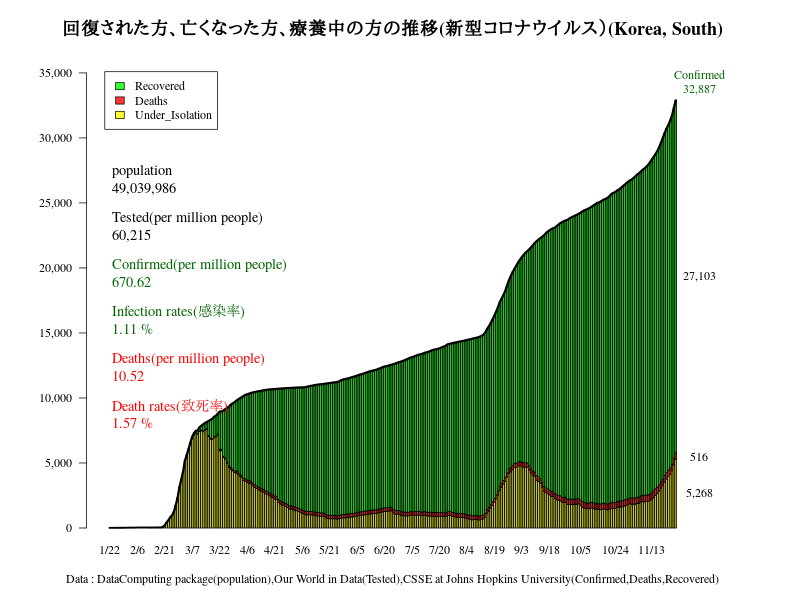 回復された方、亡くなった方、療養中の方の推移(新型コロナウイルス)(Korea, South)
Confirmed
32,887
35,000
30,000
25,000
20,000
15,000
10,000
5,000
0
Recovered
Deaths
Under_Isolation
population
49,039,986
Tested(per million people)
60,215
Confirmed(per million people)
670.62
Infection rates(感染率)
1.11 %
Deaths(per million people)
10.52
Death rates(致死率)
1.57 %
27,103
516
5,268
1/22 2/6 2/21 3/7 3/22 4/6 4/21 5/6 5/21 6/5 6/20 7/5 7/20 8/4 8/19 9/3 9/18 10/5 10/24 11/13
Data : DataComputing package(population),Our World in Data(Tested),CSSE at Johns Hopkins University(Confirmed,Deaths,Recovered)